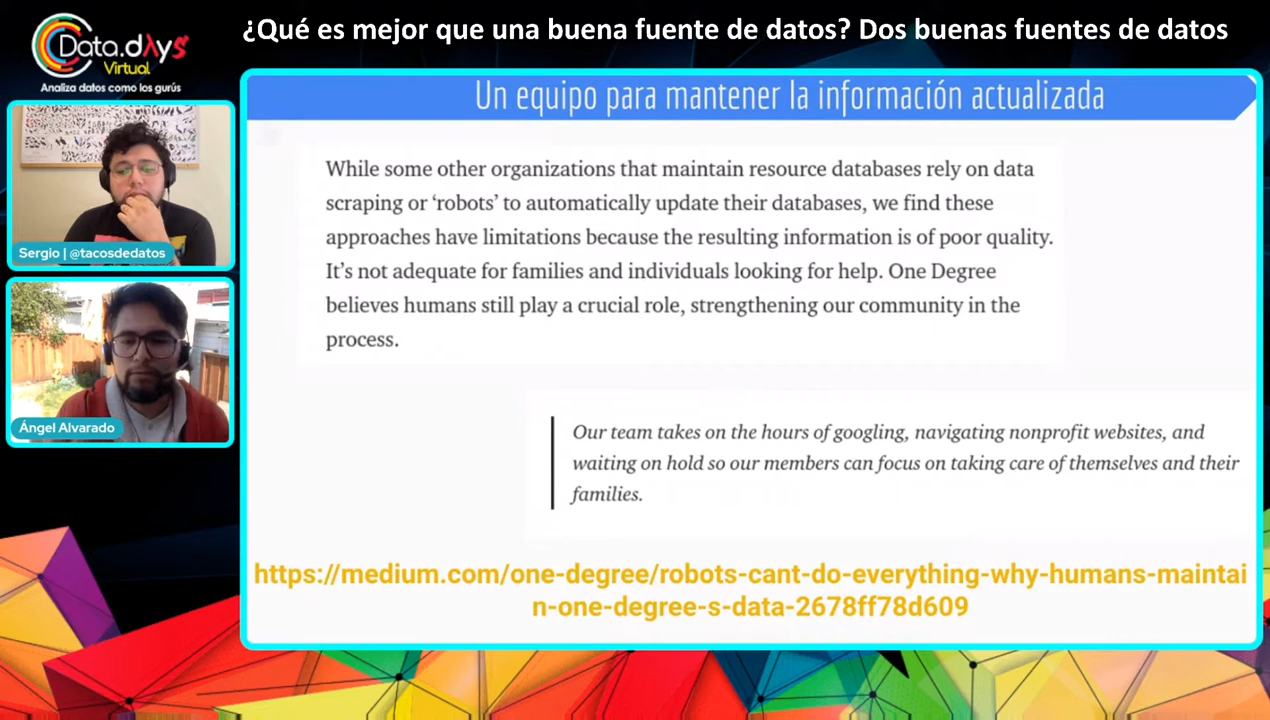 ¿Qué es mejor que una buena fuente de datos? Dos buenas fuentes de datos
Data.dʌys
Virtual
Analiza datos como los gurús
Un equipo para mantener la información actualizada
While some other organizations that maintain resource databases rely on data
scraping or ‘robots’ to automatically update their databases, we find these
approaches have limitations because the resulting information is of poor quality.
It’s not adequate for families and individuals looking for help. One Degree
believes humans still play a crucial role, strengthening our community in the
process.
Sergio | @tacosdedatos
Ángel Alvarado
Our team takes on the hours of googling, navigating nonprofit websites, and
waiting on hold so our members can focus on taking care of themselves and their
families.
https://medium.com/one-degree/robots-cant-do-everything-why-humans-maintai
n-one-degree-s-data-2678ff78d609